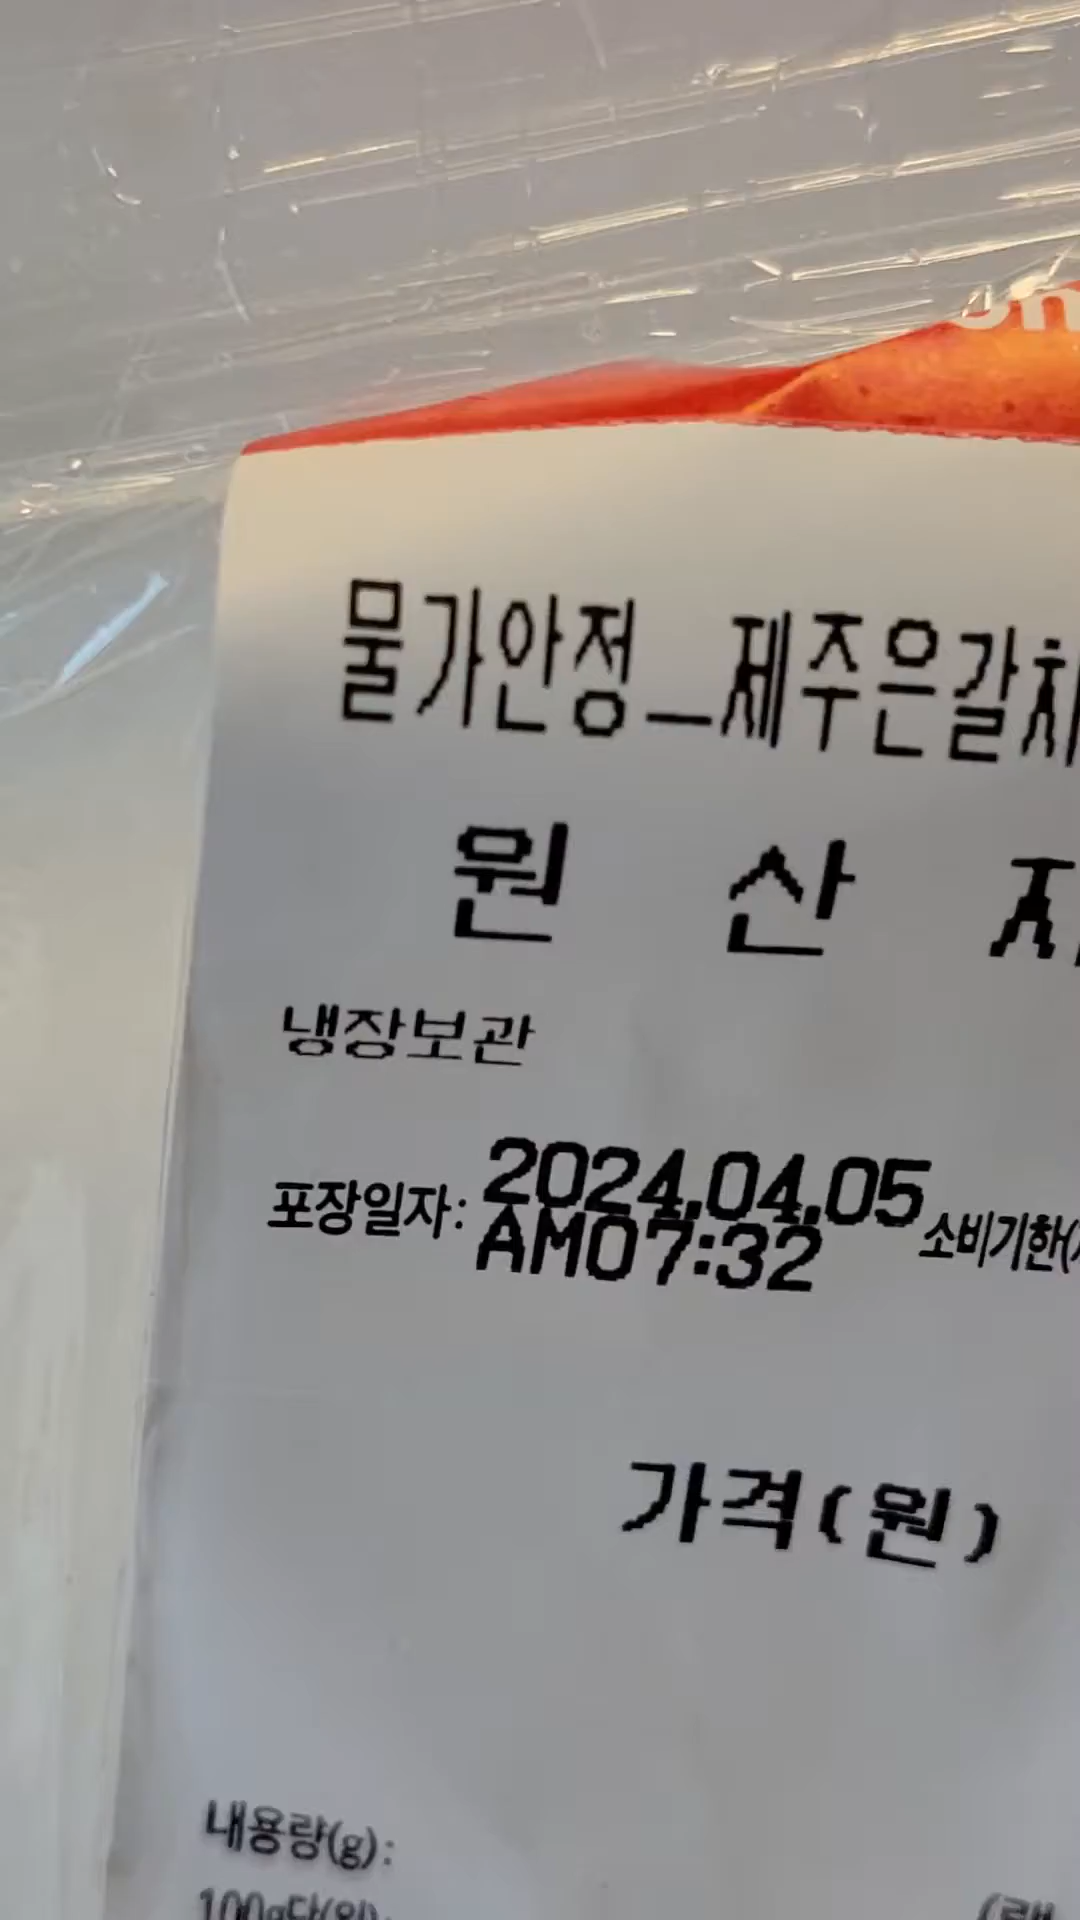 물가안정_제주은갈치
원 산 지
냉장보관
포장일자: 2024.04.05
AM07:32
소비기한(
가격(원)
내용량(g):
100g당(원):